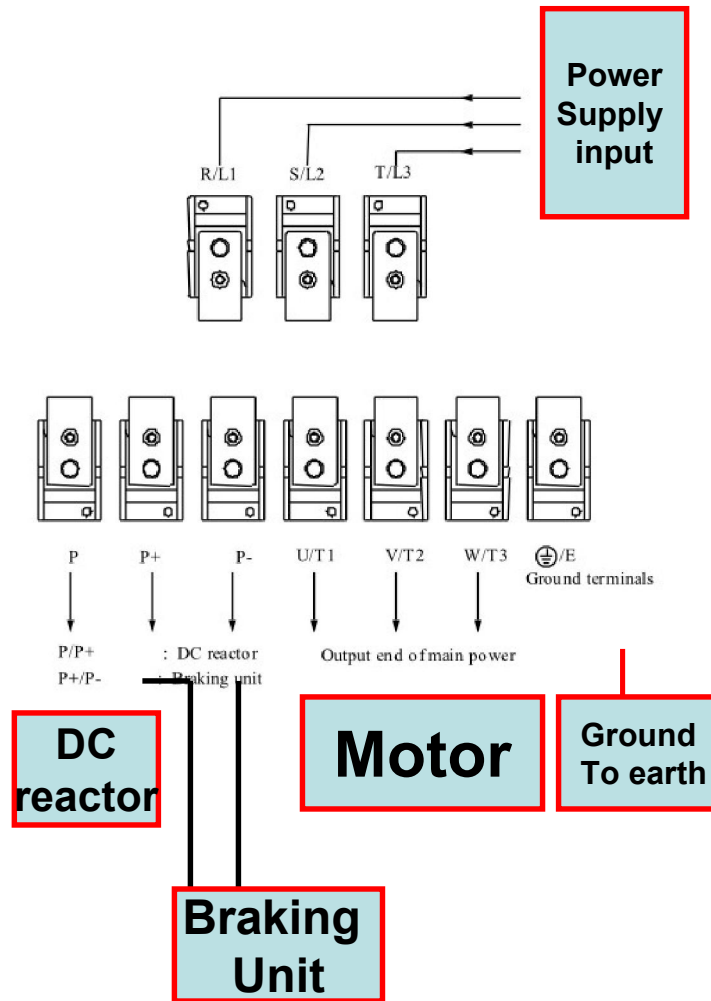 Power
Supply
input
R/L1 S/L2 T/L3
P P+ P- U/T1 V/T2 W/T3 /E
Ground terminals
P/P+ : DC reactor Output end of main power
P+/P- : Braking unit
DC
reactor
Motor
Ground
To earth
Braking
Unit